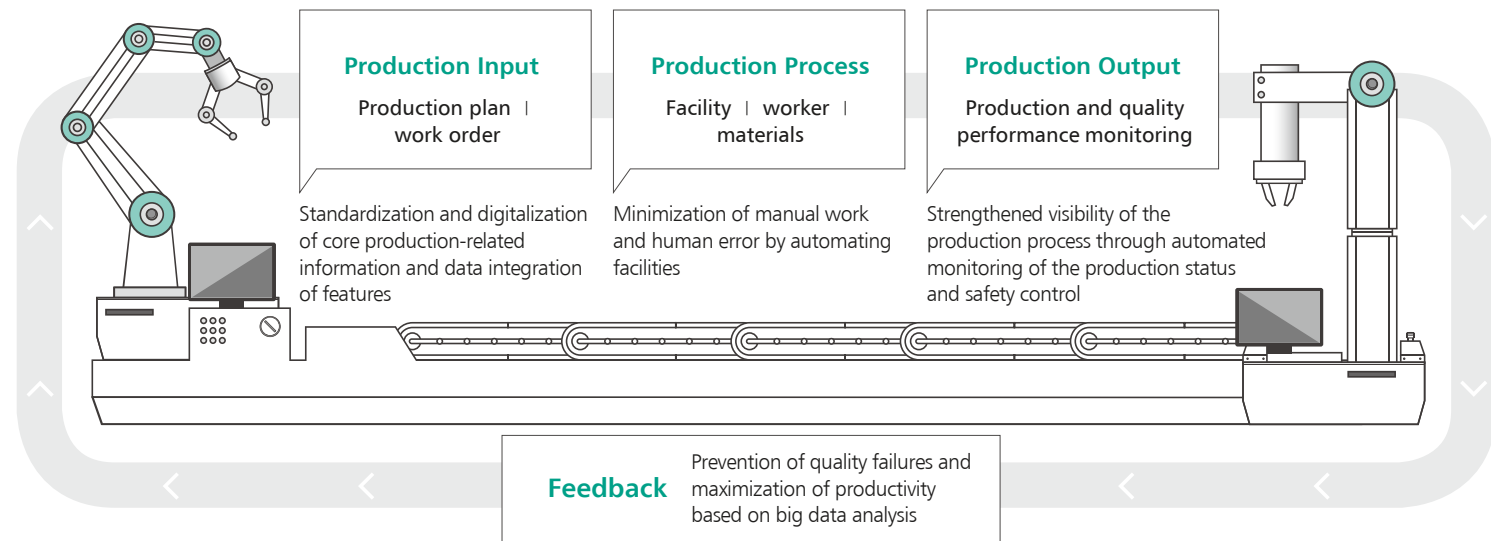 Production Input
Production plan |
work order
Standardization and digitalization
of core production-related
information and data integration
of features
Production Process
Facility | worker |
materials
Minimization of manual work
and human error by automating
facilities
Production Output
Production and quality
performance monitoring
Strengthened visibility of the
production process through automated
monitoring of the production status
and safety control
Feedback
Prevention of quality failures and
maximization of productivity
based on big data analysis